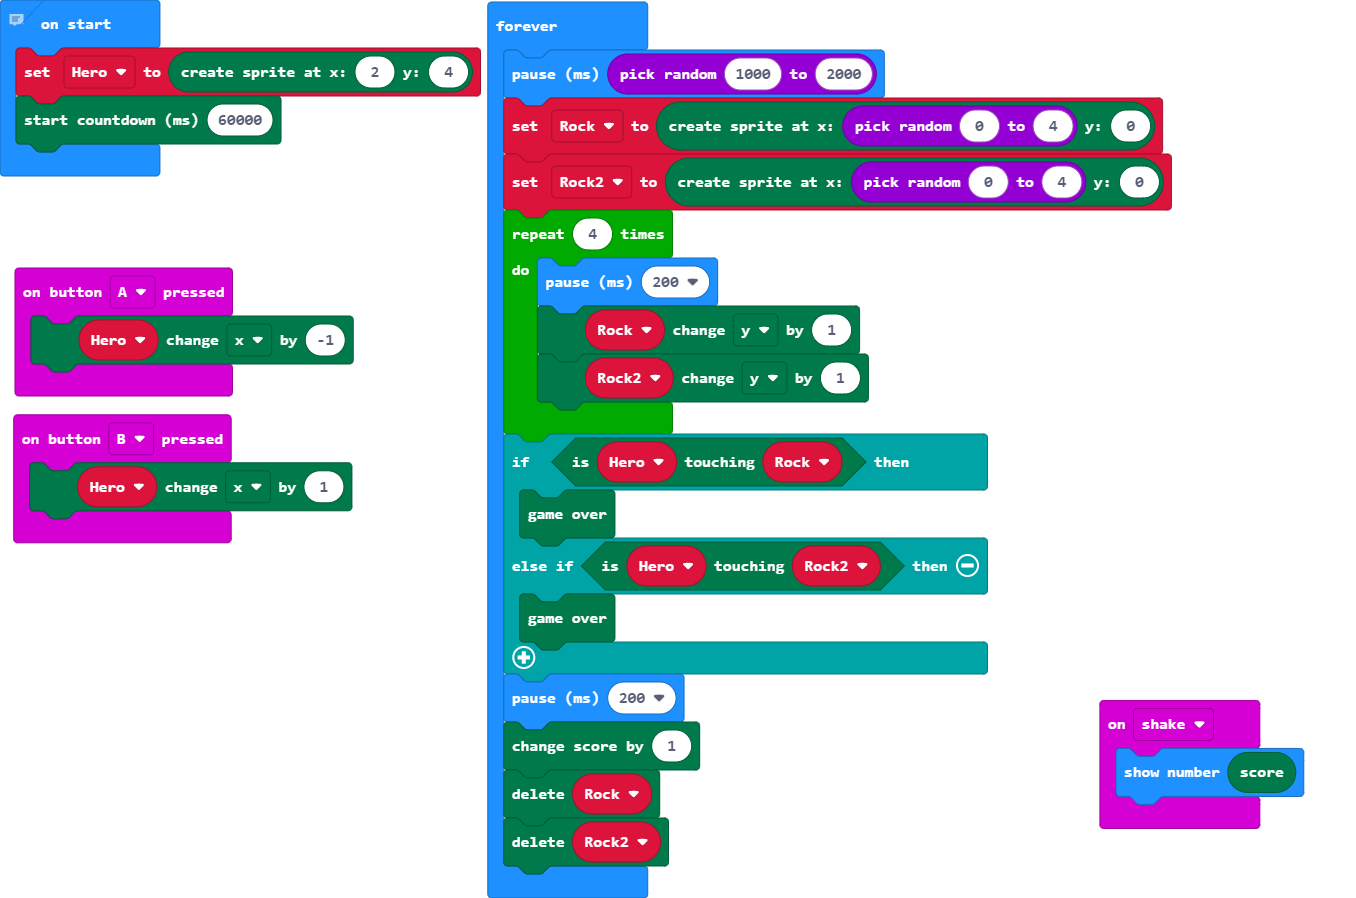 on start
set Hero to create sprite at x: 2 y: 4
start countdown (ms) 60000
on button A pressed
Hero change x by -1
on button B pressed
Hero change x by 1
forever
pause (ms) pick random 1000 to 2000
set Rock to create sprite at x: pick random 0 to 4 y: 0
set Rock2 to create sprite at x: pick random 0 to 4 y: 0
repeat 4 times
do
pause (ms) 200
Rock change y by 1
Rock2 change y by 1
if is Hero touching Rock then
game over
else if is Hero touching Rock2 then
game over
pause (ms) 200
change score by 1
delete Rock
delete Rock2
on shake
show number score